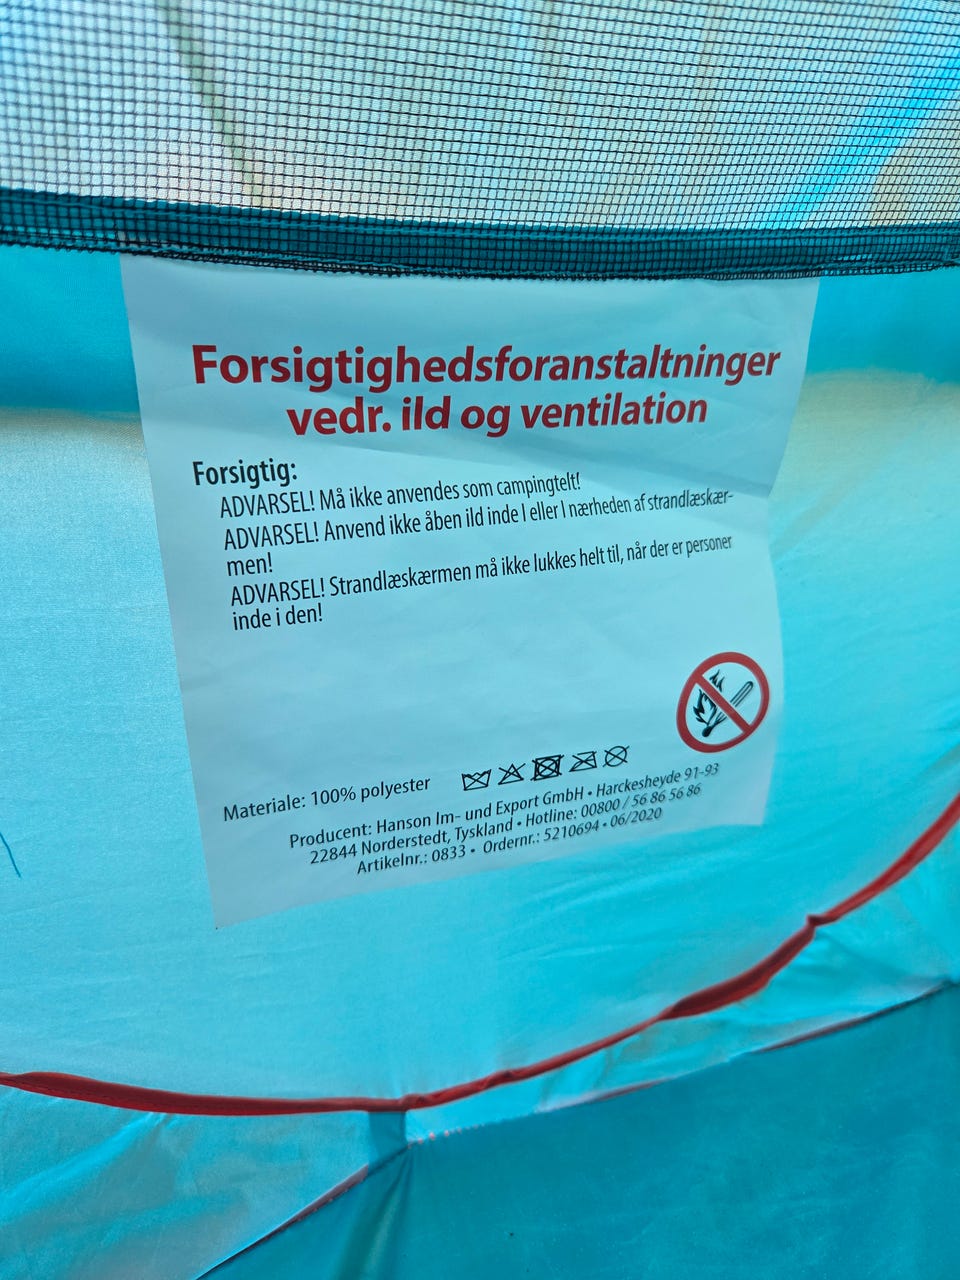 Forsigtighedsforanstaltninger
vedr. ild og ventilation
Forsigtig:
ADVARSEL! Må ikke anvendes som campingtelt!
ADVARSEL! Anvend ikke åben ild inde l eller l nærheden af strandlæskær-
men!
ADVARSEL! Strandlæskærmen må ikke lukkes helt til, når der er personer
inde i den!
Materiale: 100% polyester
Producent: Hanson Im- und Export GmbH • Harckesheyde 91-93
22844 Norderstedt, Tyskland • Hotline: 00800 / 56 86 56 86
Artikelnr.: 0833 • Ordernr.: 5210694 • 06/2020